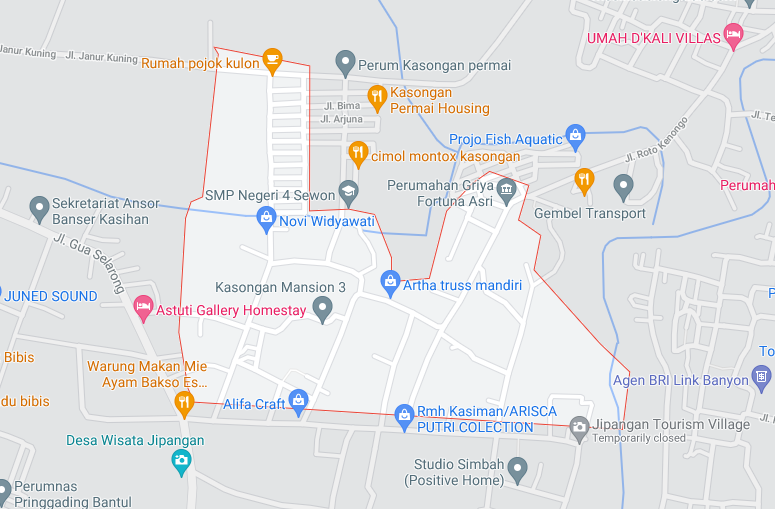 UMAH D'KALI VILLAS
Janur Kuning
Jl. Janur Kuning
Rumah pojok kulon
Perum Kasongan permai
Kasongan
Permai Housing
Jl. Bima
Jl. Arjuna
Jl. Te
Projo Fish Aquatic
Jl. Roto Kenongo
cimol montox kasongan
SMP Negeri 4 Sewon
Perumahan Griya
Fortuna Asri
Perumah
Sekretariat Ansor
Banser Kasihan
Novi Widyawati
Gembel Transport
Jl. Gua Selarong
Kasongan Mansion 3
Artha truss mandiri
JUNED SOUND
Astuti Gallery Homestay
P
To
Bibis
Warung Makan Mie
Ayam Bakso Es...
Agen BRI Link Banyon
du bibis
Alifa Craft
Rmh Kasiman/ARISCA
PUTRI COLECTION
Jipangan Tourism Village
Temporarily closed
Desa Wisata Jipangan
Studio Simbah
(Positive Home)
Perumnas
Pringgading Bantul